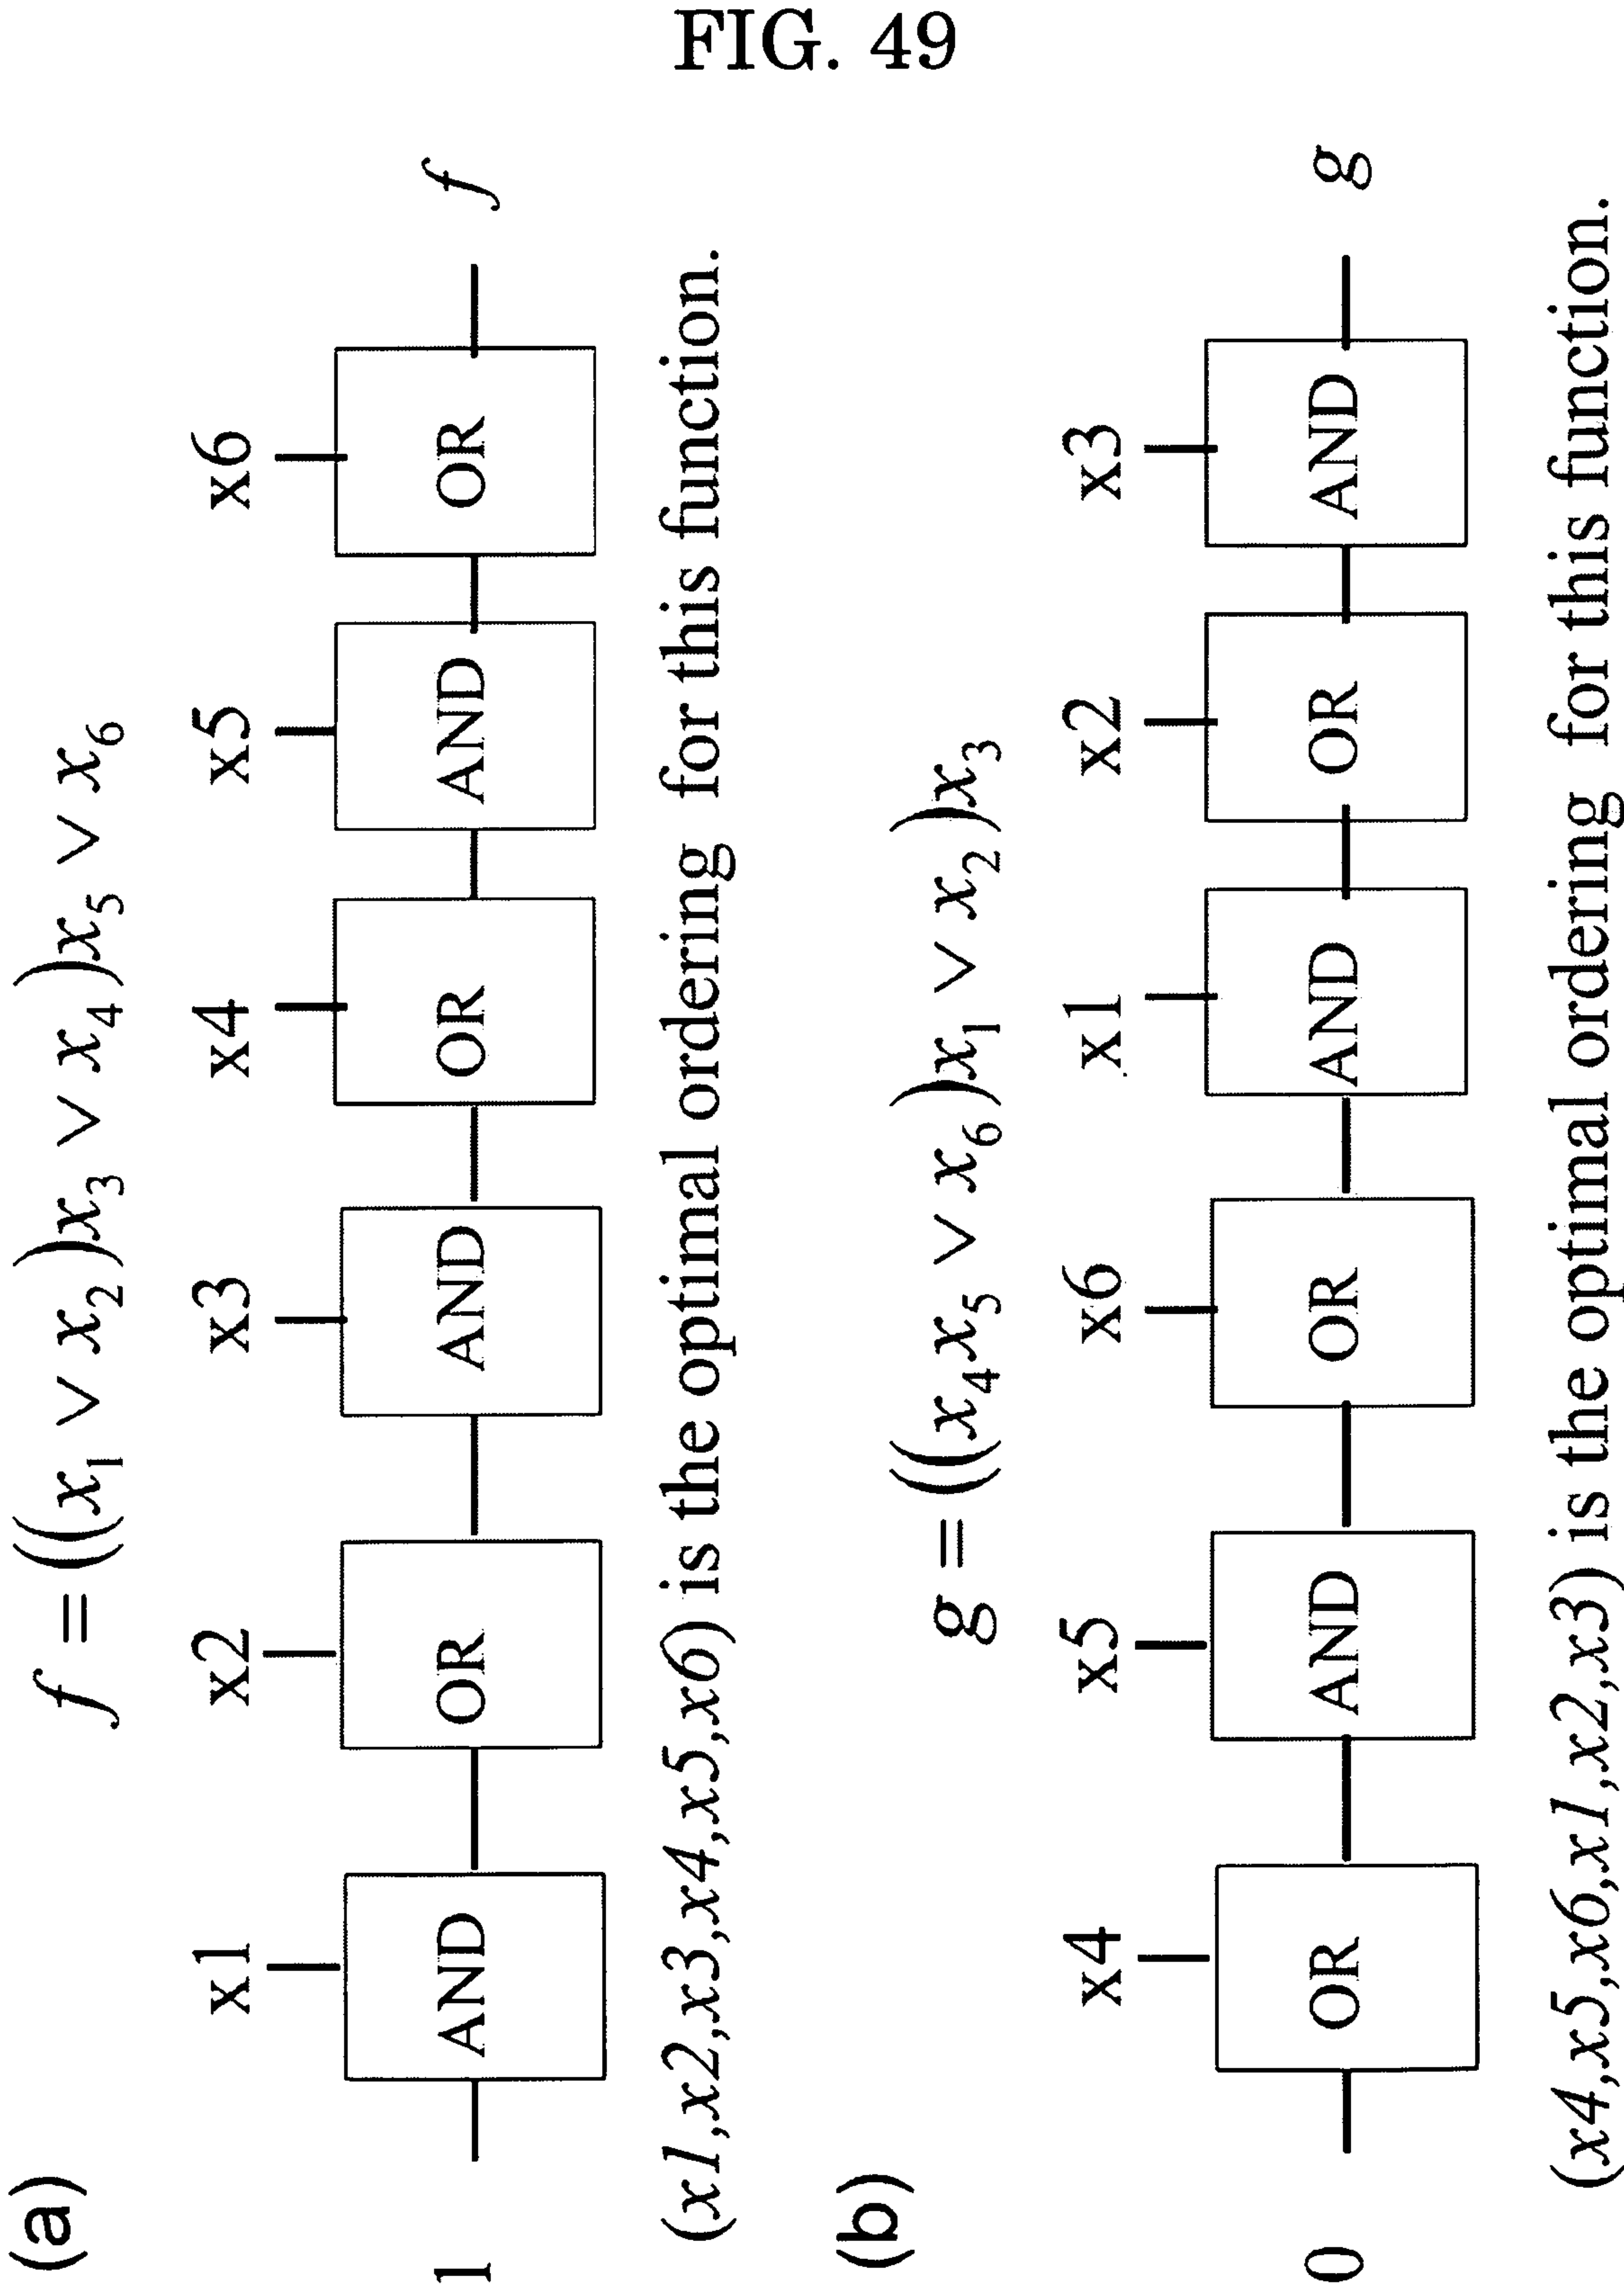 FIG. 49
(a)
f = ((x₁ ∨ x₂)x₃ ∨ x₄)x₅ ∨ x₆
x1 x2 x3 x4 x5 x6
1 AND OR AND OR AND OR f
(x1,x2,x3,x4,x5,x6) is the optimal ordering for this function.
(b)
g = ((x₄x₅ ∨ x₆)x₁ ∨ x₂)x₃
x4 x5 x6 x1 x2 x3
0 OR AND OR AND OR AND g
(x4,x5,x6,x1,x2,x3) is the optimal ordering for this function.